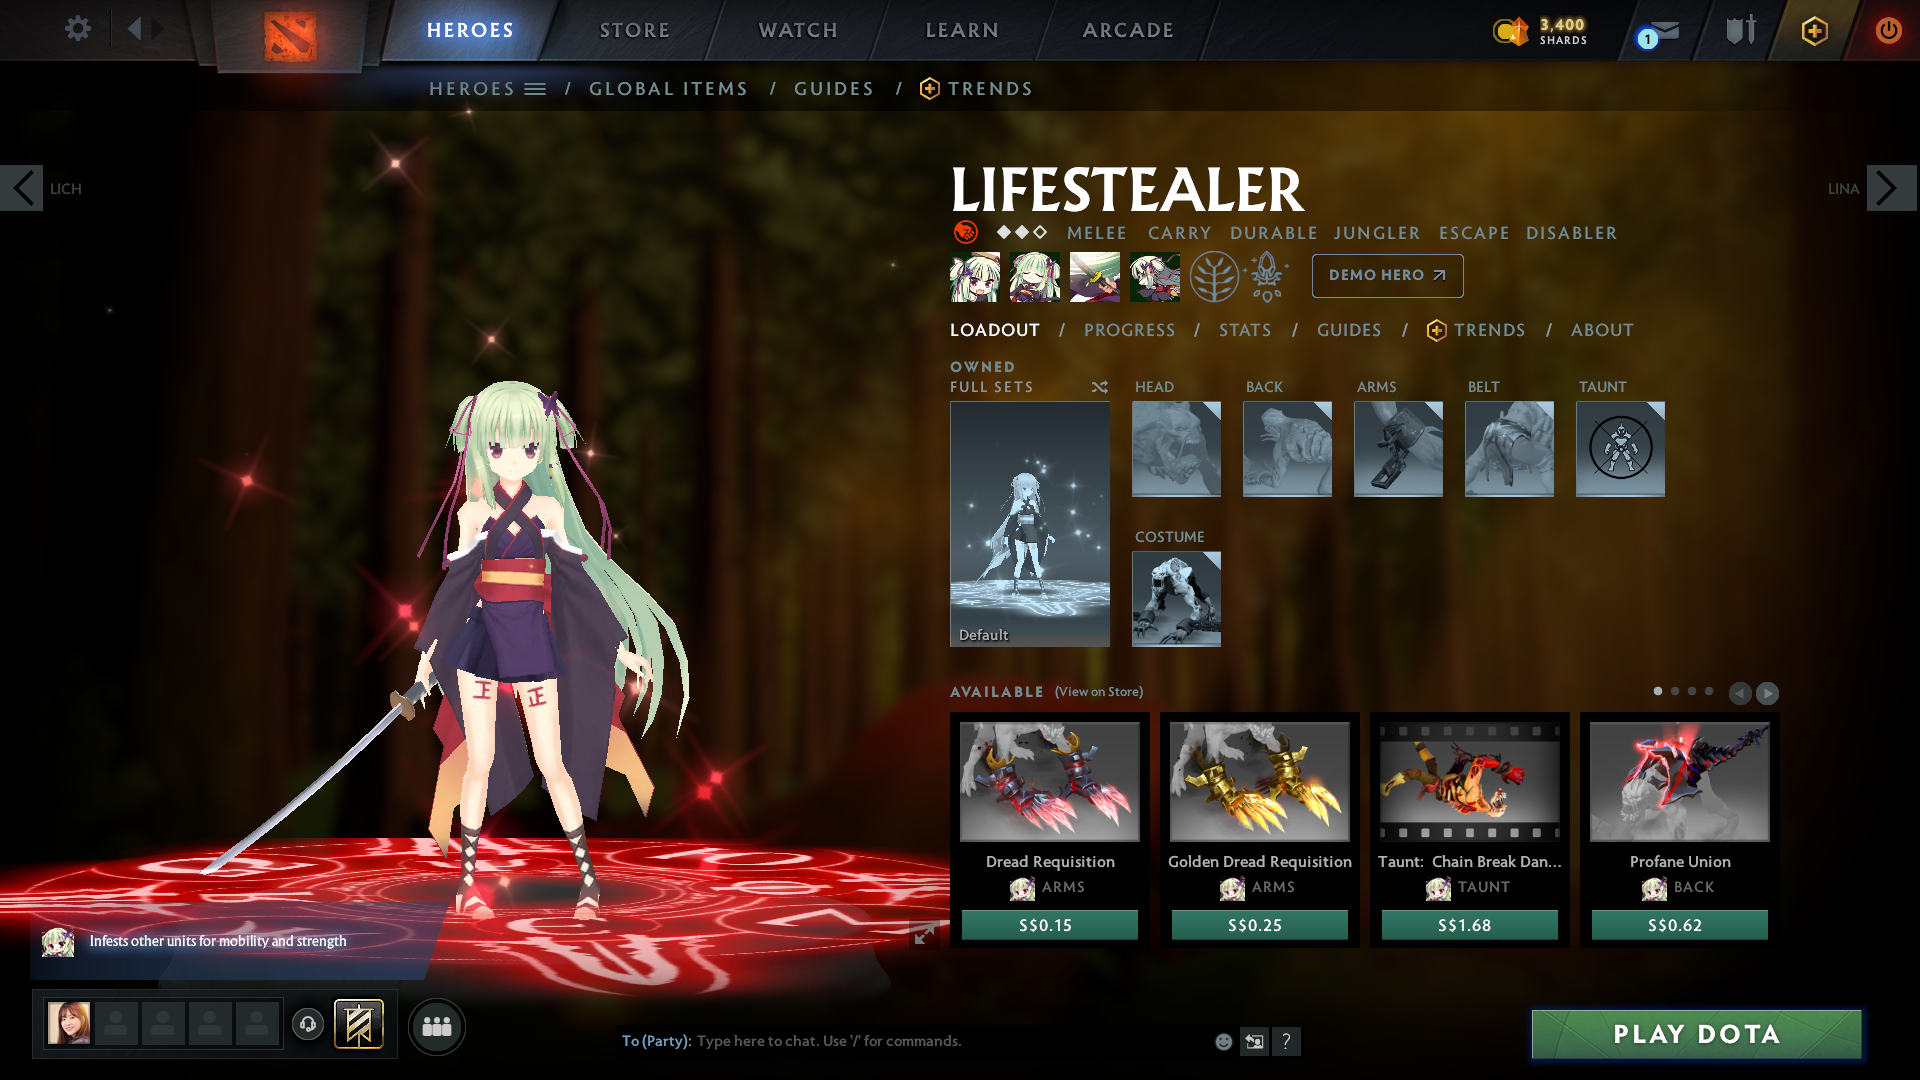 HEROES
STORE
WATCH
LEARN
ARCADE
3,400
SHARDS
1
HEROES / GLOBAL ITEMS / GUIDES / TRENDS
LICH
LINA
LIFESTEALER
MELEE CARRY DURABLE JUNGLER ESCAPE DISABLER
DEMO HERO
LOADOUT / PROGRESS / STATS / GUIDES / TRENDS / ABOUT
OWNED
FULL SETS
HEAD
BACK
ARMS
BELT
TAUNT
COSTUME
Default
正 正
AVAILABLE (View on Store)
Dread Requisition
ARMS
S$0.15
Golden Dread Requisition
ARMS
S$0.25
Taunt: Chain Break Dan...
TAUNT
S$1.68
Profane Union
BACK
S$0.62
Infests other units for mobility and strength
To (Party): Type here to chat. Use '/' for commands.
?
PLAY DOTA